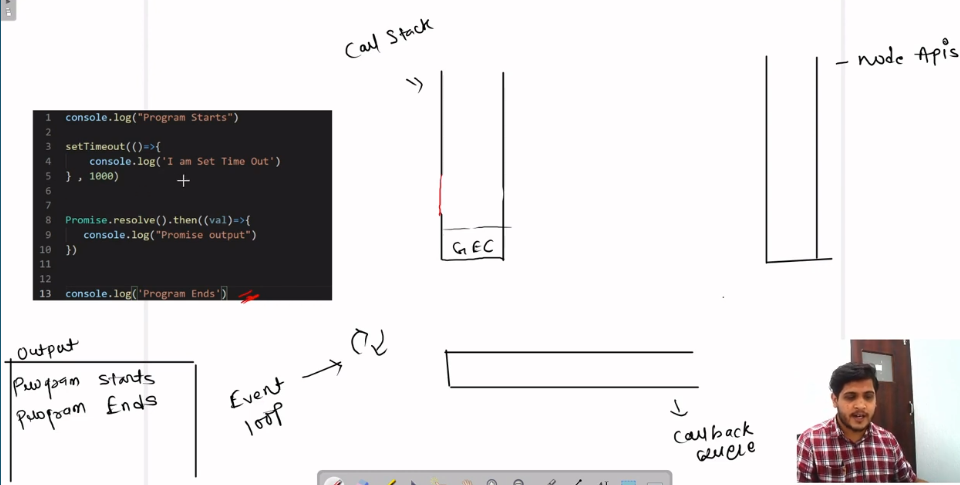 Call Stack
- Node Apis
1 console.log("Program Starts")
2
3 setTimeout(()=>{
4 console.log('I am Set Time Out')
5 } , 1000)
6
7
8 Promise.resolve().then((val)=>{
9 console.log("Promise output")
10 })
11
12
13 console.log('Program Ends')
GEC
Output
Program Starts
Program Ends
Event
loop
Callback
Queue